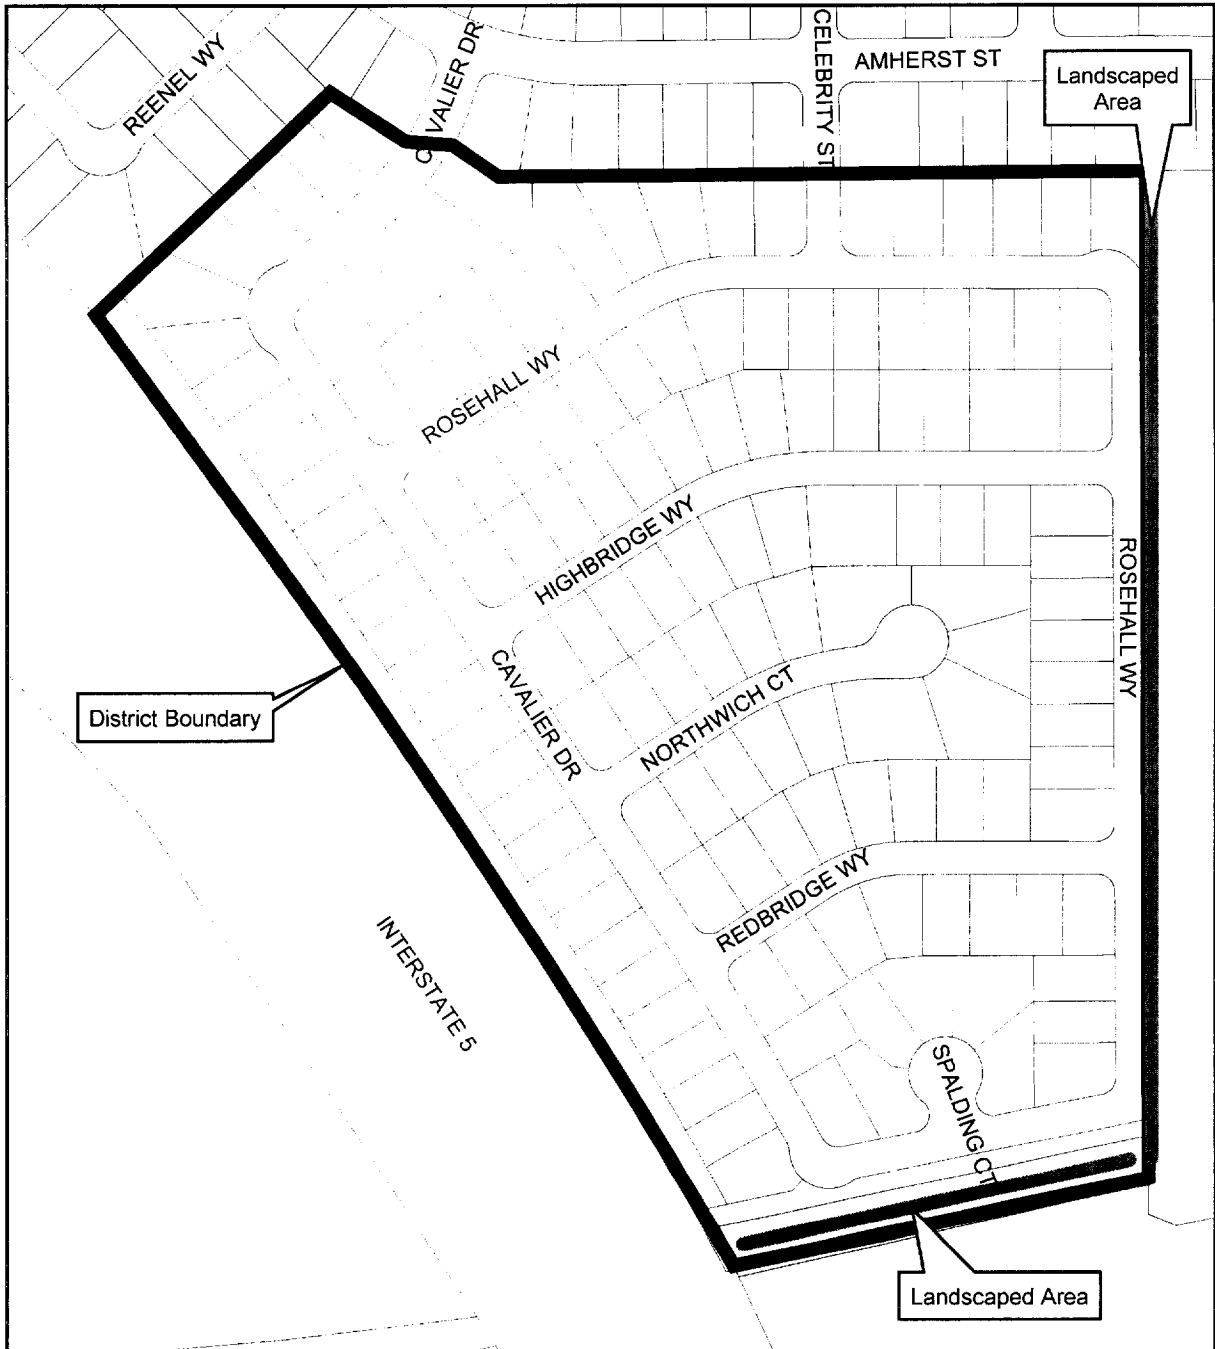 REENEL WY
CAVALIER DR
CELEBRITY ST
AMHERST ST
Landscaped
Area
ROSEHALL WY
HIGHBRIDGE WY
ROSEHALL WY
CAVALIER DR
NORTHWICH CT
District Boundary
REDBRIDGE WY
INTERSTATE 5
SPALDING CT
Landscaped Area